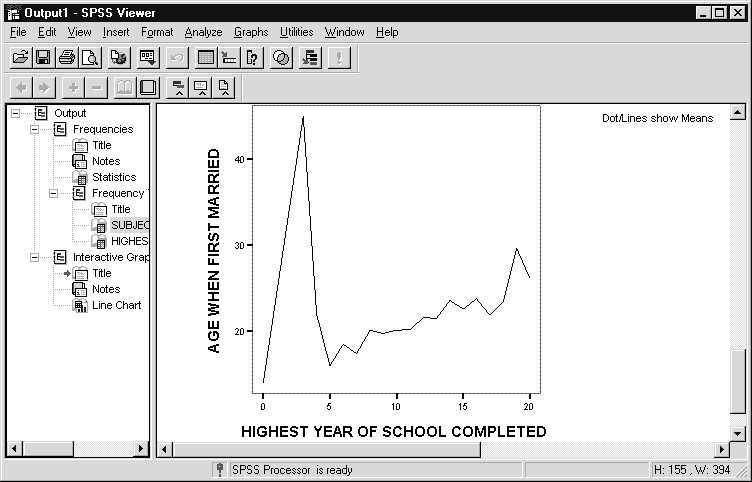 Output1 - SPSS Viewer
File Edit View Insert Format Analyze Graphs Utilities Window Help
Output
Frequencies
Title
Notes
Statistics
Frequency
Title
SUBJEC
HIGHES
Interactive Grap
Title
Notes
Line Chart
Dot/Lines show Means
AGE WHEN FIRST MARRIED
40
30
20
0 5 10 15 20
HIGHEST YEAR OF SCHOOL COMPLETED
SPSS Processor is ready
H: 155 , W: 394